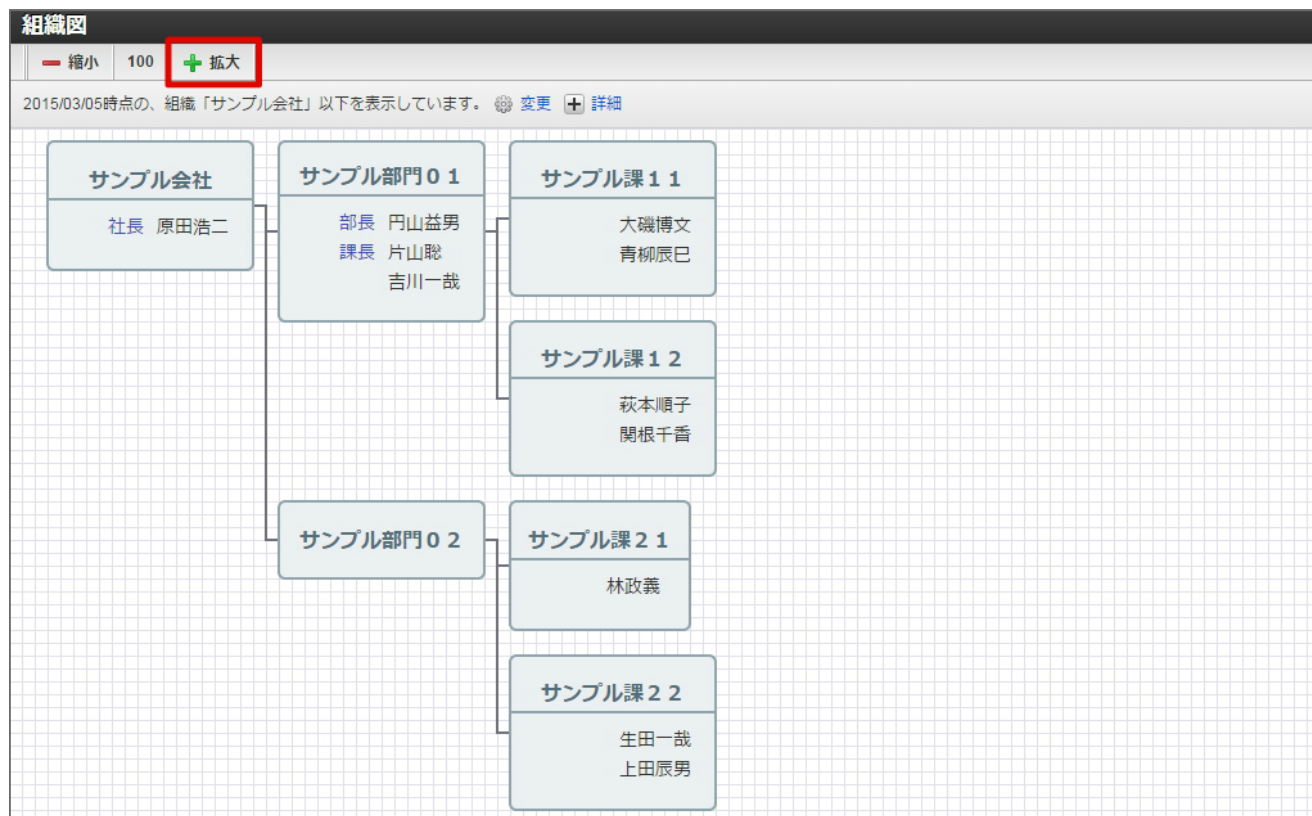 組織図
縮小 100 拡大
2015/03/05時点の、組織「サンプル会社」以下を表示しています。 変更 詳細
サンプル会社
社長 原田浩二
サンプル部門０１
部長 円山益男
課長 片山聡
吉川一哉
サンプル課１１
大磯博文
青柳辰巳
サンプル課１２
萩本順子
関根千香
サンプル部門０２
サンプル課２１
林政義
サンプル課２２
生田一哉
上田辰男